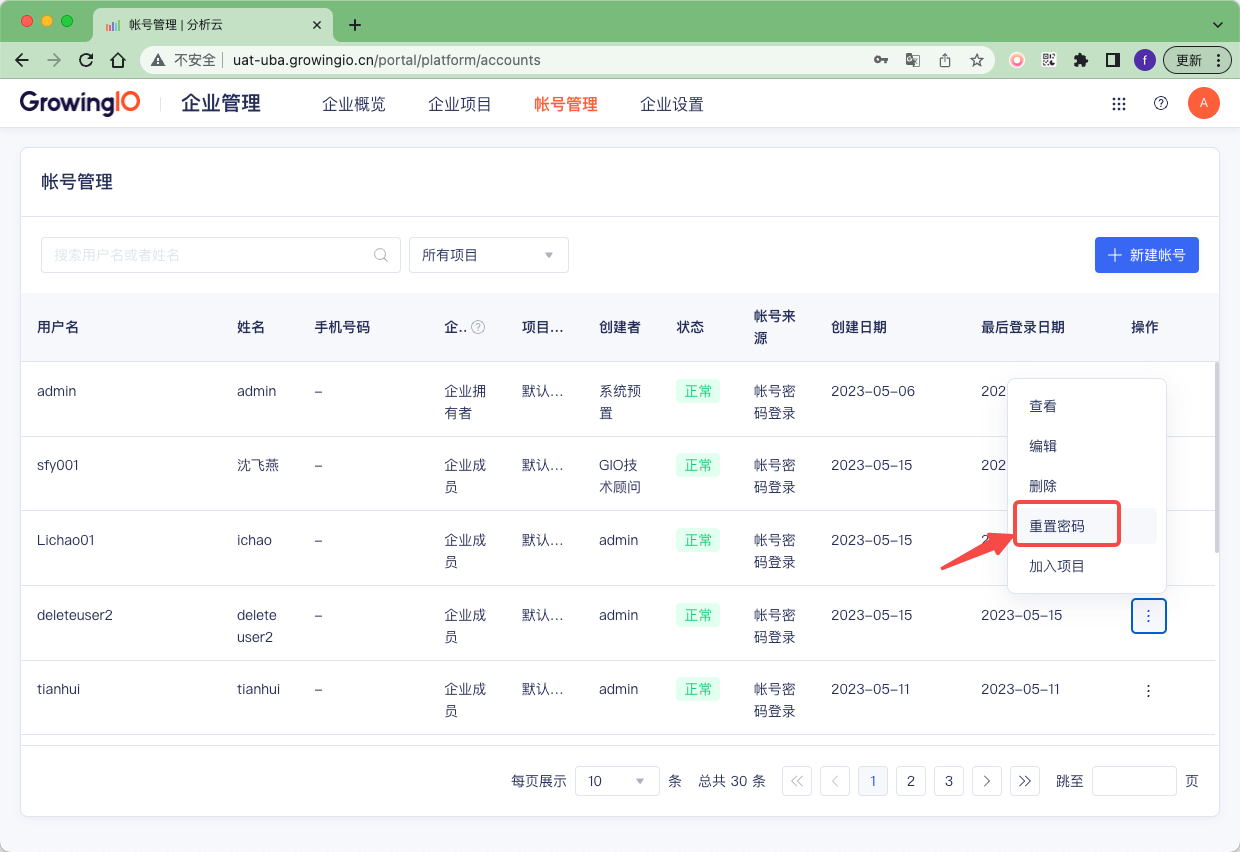 帐号管理 | 分析云
不安全 uat-uba.growingio.cn/portal/platform/accounts
f
更新
GrowingIO 企业管理 企业概览 企业项目 帐号管理 企业设置
A
帐号管理
搜索用户名或者姓名 所有项目 新建帐号
用户名 姓名 手机号码 企.. 项目... 创建者 状态 帐号来源 创建日期 最后登录日期 操作
admin admin – 企业拥有者 默认... 系统预置 正常 帐号密码登录 2023–05–06 202
sfy001 沈飞燕 – 企业成员 默认... GIO技术顾问 正常 帐号密码登录 2023–05–15 202
Lichao01 ichao – 企业成员 默认... admin 正常 帐号密码登录 2023–05–15
查看
编辑
删除
重置密码
加入项目
deleteuser2 deleteuser2 – 企业成员 默认... admin 正常 帐号密码登录 2023–05–15 2023–05–15
tianhui tianhui – 企业成员 默认... admin 正常 帐号密码登录 2023–05–11 2023–05–11
每页展示 10 条 总共 30 条 1 2 3 跳至 页